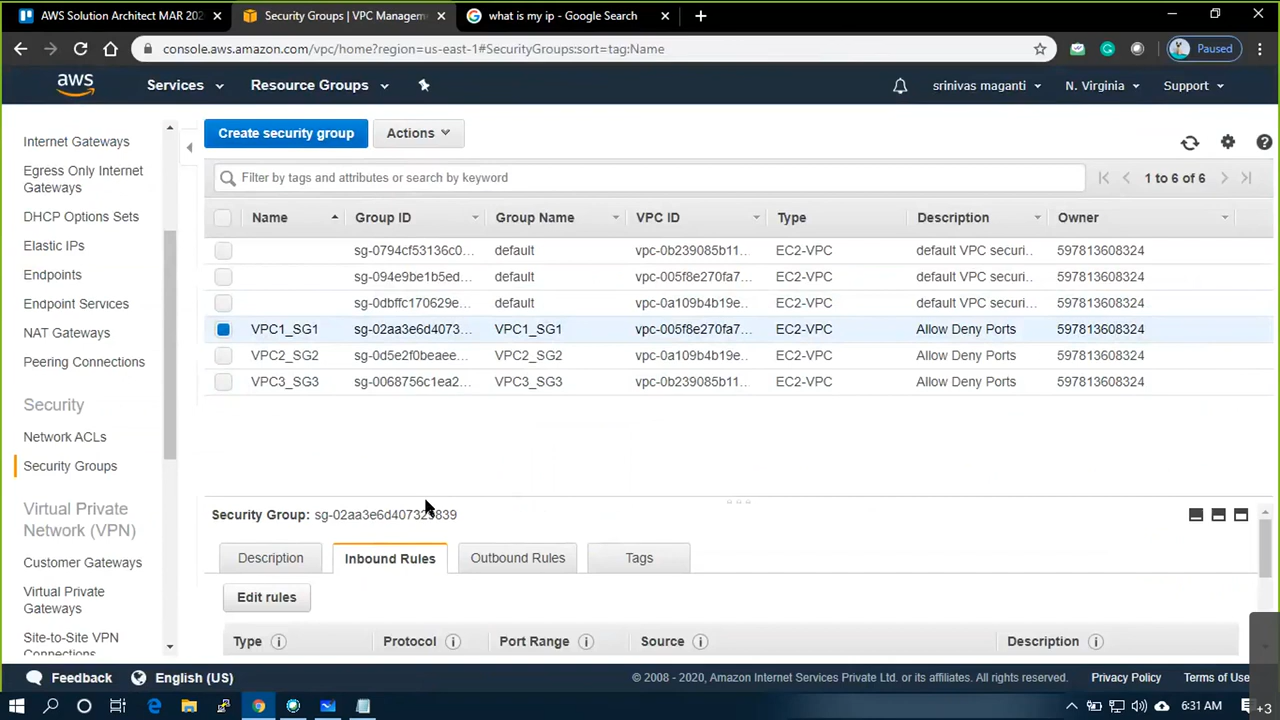 AWS Solution Architect MAR 202
Security Groups | VPC Managem
what is my ip - Google Search
console.aws.amazon.com/vpc/home?region=us-east-1#SecurityGroups:sort=tag:Name
Paused
aws
Services
Resource Groups
srinivas maganti
N. Virginia
Support
Internet Gateways
Egress Only Internet
Gateways
DHCP Options Sets
Elastic IPs
Endpoints
Endpoint Services
NAT Gateways
Peering Connections
Security
Network ACLs
Security Groups
Virtual Private
Network (VPN)
Customer Gateways
Virtual Private
Gateways
Site-to-Site VPN
Connections
Create security group
Actions
Filter by tags and attributes or search by keyword
1 to 6 of 6
Name Group ID Group Name VPC ID Type Description Owner
sg-0794cf53136c0... default vpc-0b239085b11... EC2-VPC default VPC securi.. 597813608324
sg-094e9be1b5ed... default vpc-005f8e270fa7... EC2-VPC default VPC securi.. 597813608324
sg-0dbffc170629e... default vpc-0a109b4b19e.. EC2-VPC default VPC securi.. 597813608324
VPC1_SG1 sg-02aa3e6d4073... VPC1_SG1 vpc-005f8e270fa7... EC2-VPC Allow Deny Ports 597813608324
VPC2_SG2 sg-0d5e2f0beaee... VPC2_SG2 vpc-0a109b4b19e.. EC2-VPC Allow Deny Ports 597813608324
VPC3_SG3 sg-0068756c1ea2... VPC3_SG3 vpc-0b239085b11... EC2-VPC Allow Deny Ports 597813608324
Security Group:
Description
Inbound Rules
Outbound Rules
Tags
Edit rules
Type Protocol Port Range Source Description
Feedback
English (US)
© 2008 - 2020, Amazon Internet Services Private Ltd. or its affiliates. All rights reserved.
Privacy Policy
Terms of Use
6:31 AM
+3